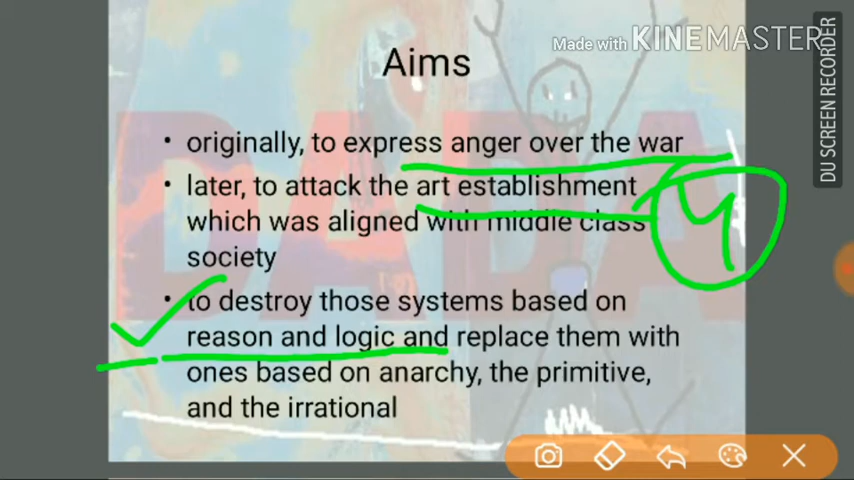 Made with KINEMASTER
DU SCREEN RECORDER
Aims
• originally, to express anger over the war
• later, to attack the art establishment
which was aligned with middle class
society
• to destroy those systems based on
reason and logic and replace them with
ones based on anarchy, the primitive,
and the irrational
DADA
4